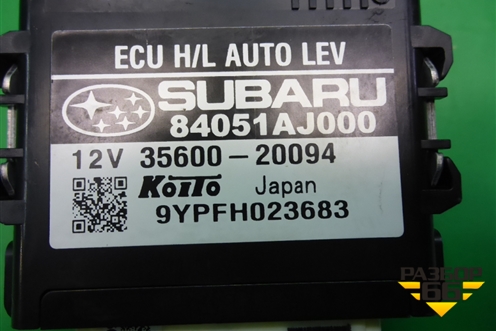 ECU H/L AUTO LEV
SUBARU
84051AJ000
12V 35600-20094
KOITO Japan
9YPFH023683
РАЗБОР
66